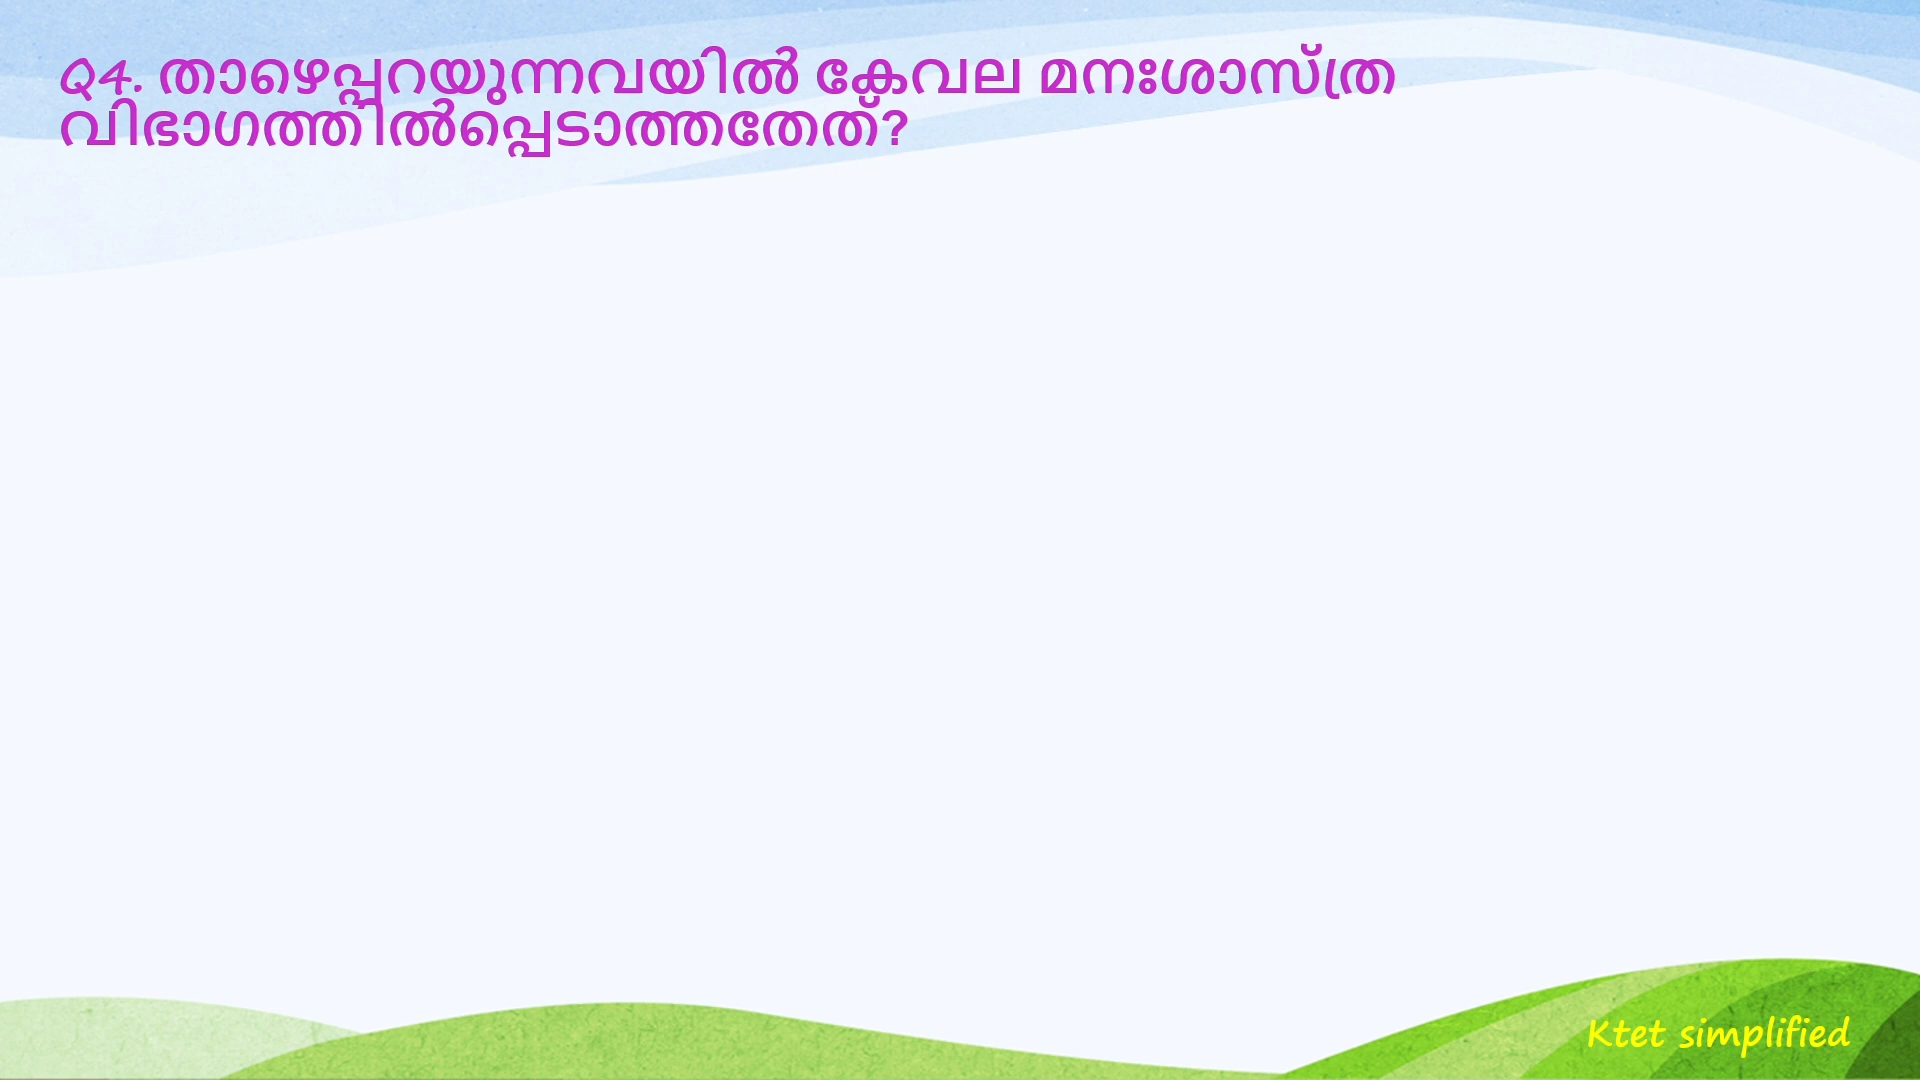 Q4. താഴെപ്പറയുന്നവയിൽ കേവല മനഃശാസ്ത്ര
വിഭാഗത്തിൽപ്പെടാത്തതേത്?
Ktet simplified